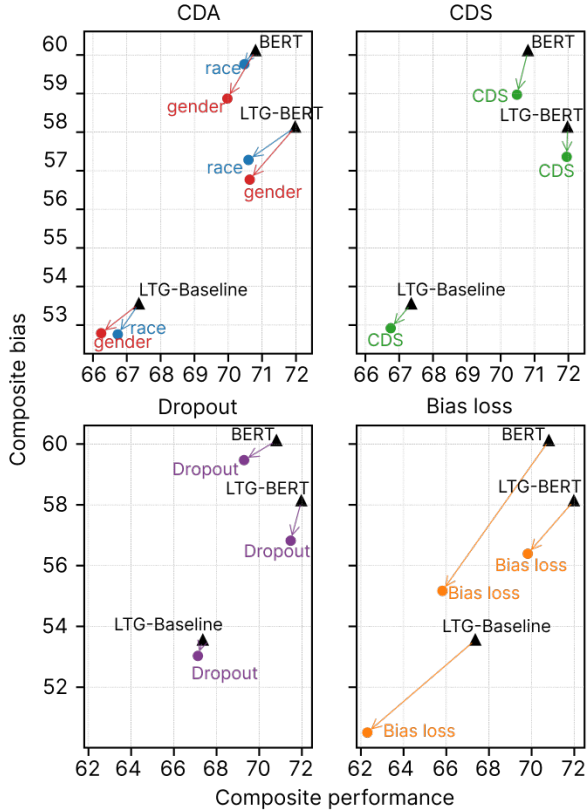 CDA
CDS
60
59
58
57
56
55
54
53
BERT
race
gender
LTG-BERT
race
gender
LTG-Baseline
race
gender
BERT
CDS
LTG-BERT
CDS
LTG-Baseline
CDS
66 67 68 69 70 71 72
66 67 68 69 70 71 72
Composite bias
Dropout
Bias loss
60
58
56
54
52
BERT
Dropout
LTG-BERT
Dropout
LTG-Baseline
Dropout
BERT
LTG-BERT
Bias loss
Bias loss
LTG-Baseline
Bias loss
62 64 66 68 70 72
62 64 66 68 70 72
Composite performance